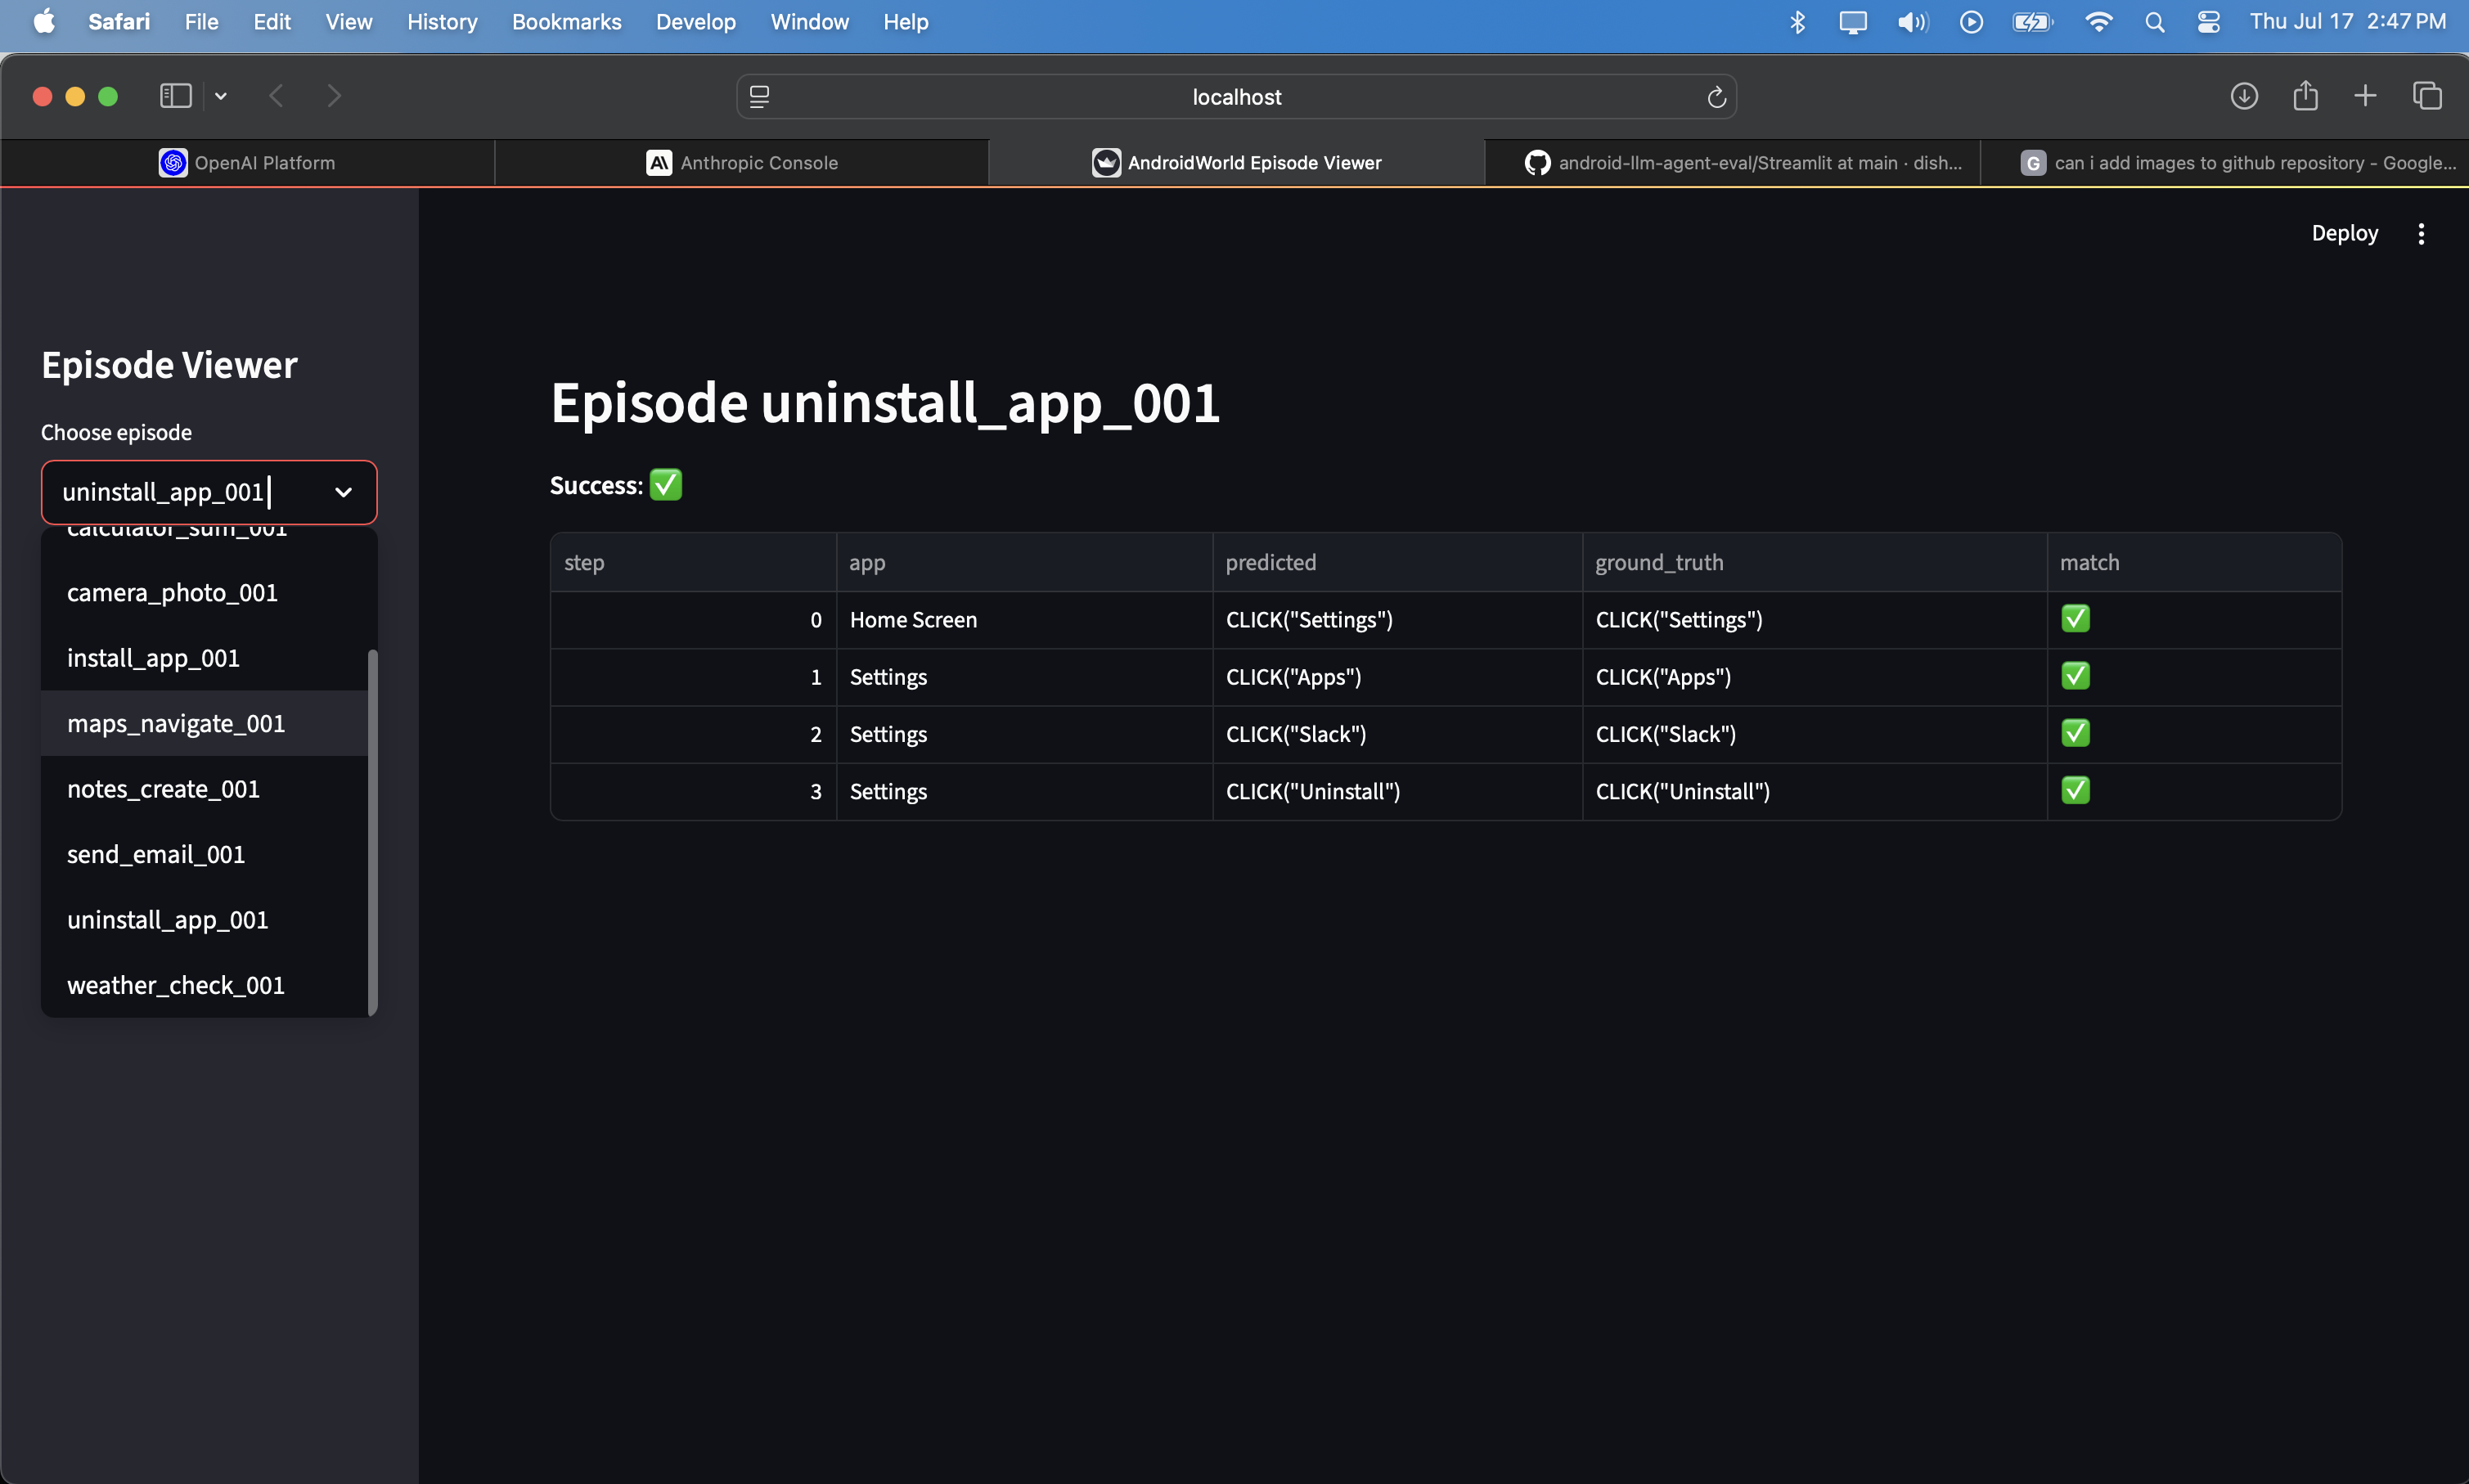 Safari File Edit View History Bookmarks Develop Window Help Thu Jul 17 2:47 PM
localhost
OpenAI Platform
Anthropic Console
AndroidWorld Episode Viewer
android-llm-agent-eval/Streamlit at main · dish...
G can i add images to github repository - Google...
Deploy
Episode Viewer
Choose episode
uninstall_app_001
calculator_sum_001
camera_photo_001
install_app_001
maps_navigate_001
notes_create_001
send_email_001
uninstall_app_001
weather_check_001
Episode uninstall_app_001
Success: ✅
step app predicted ground_truth match
0 Home Screen CLICK("Settings") CLICK("Settings") ✅
1 Settings CLICK("Apps") CLICK("Apps") ✅
2 Settings CLICK("Slack") CLICK("Slack") ✅
3 Settings CLICK("Uninstall") CLICK("Uninstall") ✅